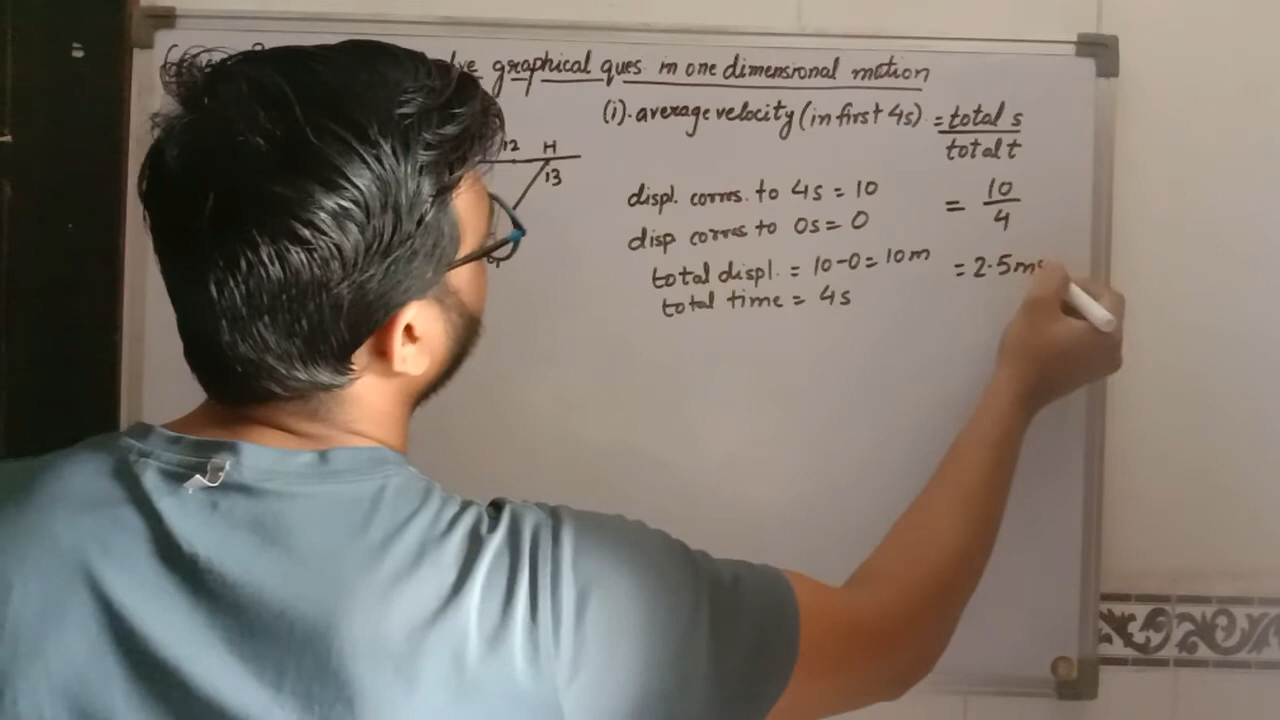 graphical ques in one dimensional motion
(i). average velocity (in first 4s) = total s
total t
12 H
13
displ. corres. to 4s = 10
= 10
4
disp corres to 0s = 0
total displ. = 10-0 = 10m
= 2.5m
total time = 4s